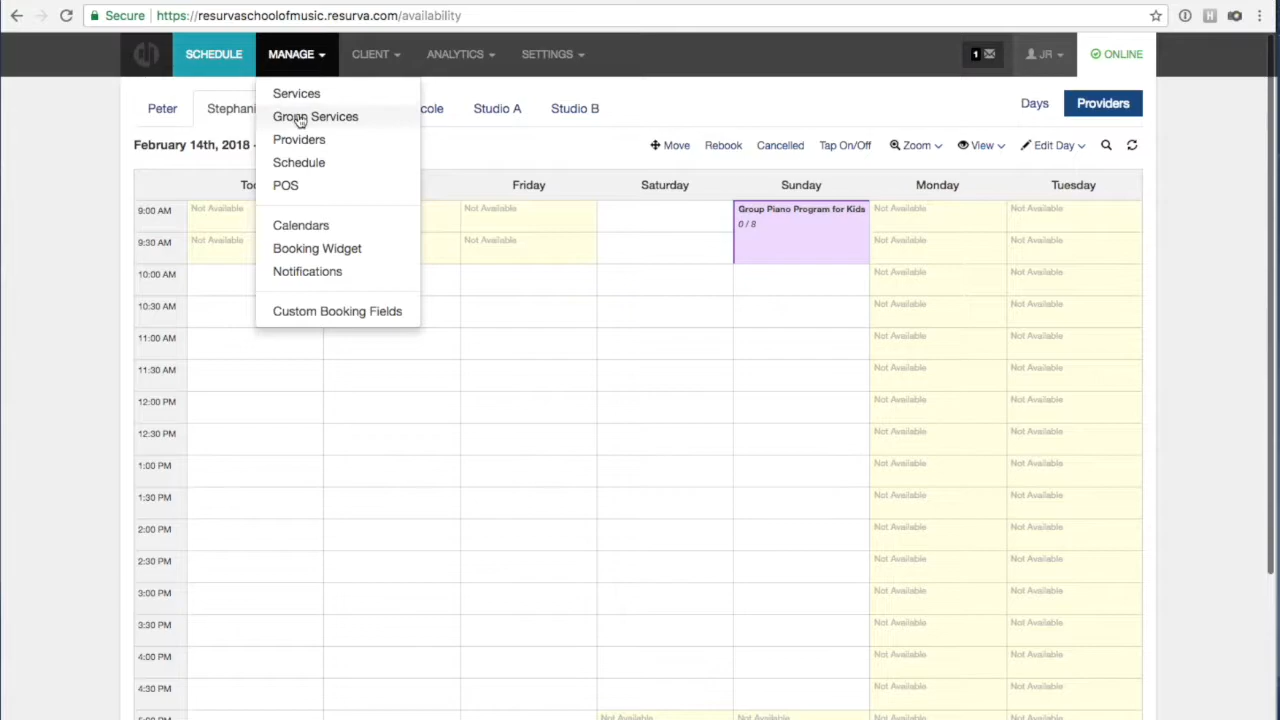 Secure https://resurvaschoolofmusic.resurva.com/availability
SCHEDULE MANAGE CLIENT ANALYTICS SETTINGS 1 JR ONLINE
Services
Group Services
Providers
Schedule
POS
Calendars
Booking Widget
Notifications
Custom Booking Fields
Peter Studio A Studio B Days Providers
February 14th, 2018 - Move Rebook Cancelled Tap On/Off Zoom View Edit Day
Friday Saturday Sunday Monday Tuesday
9:00 AM Not Available Not Available Group Piano Program for Kids Not Available Not Available
0 / 8
9:30 AM Not Available Not Available Not Available Not Available
10:00 AM Not Available Not Available
10:30 AM Not Available Not Available
11:00 AM Not Available Not Available
11:30 AM Not Available Not Available
12:00 PM Not Available Not Available
12:30 PM Not Available Not Available
1:00 PM Not Available Not Available
1:30 PM Not Available Not Available
2:00 PM Not Available Not Available
2:30 PM Not Available Not Available
3:00 PM Not Available Not Available
3:30 PM Not Available Not Available
4:00 PM Not Available Not Available
4:30 PM Not Available Not Available
Not Available Not Available